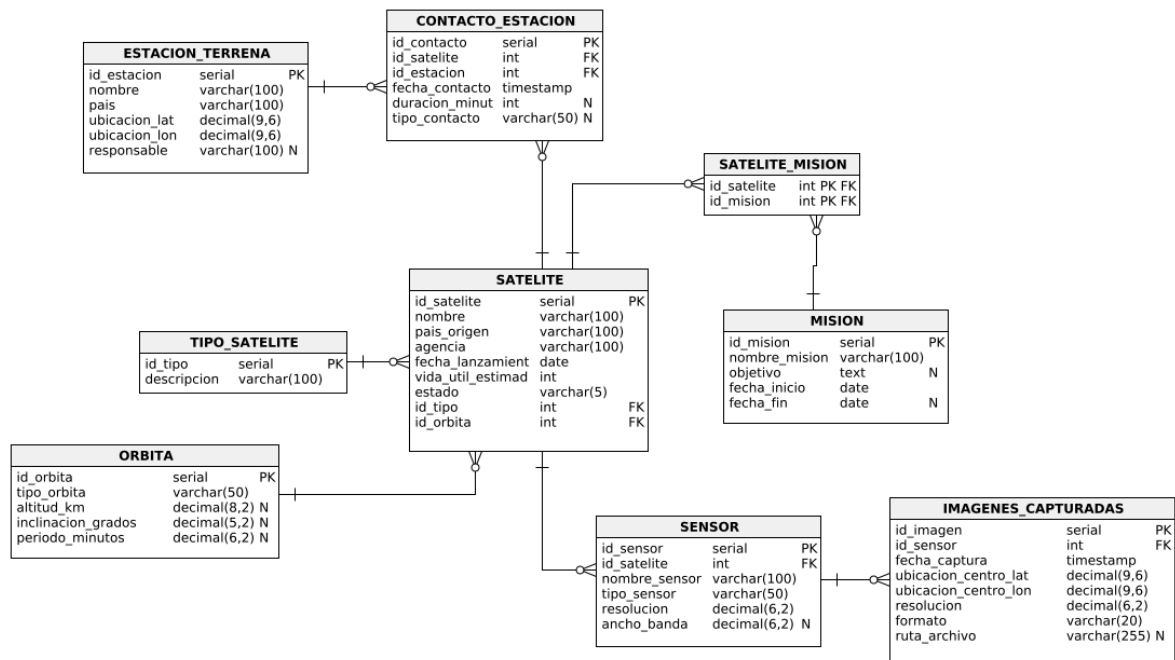 CONTACTO_ESTACION
id_contacto serial PK
id_satelite int FK
id_estacion int FK
fecha_contacto timestamp
duracion_minut int N
tipo_contacto varchar(50) N
ESTACION_TERRENA
id_estacion serial PK
nombre varchar(100)
pais varchar(100)
ubicacion_lat decimal(9,6)
ubicacion_lon decimal(9,6)
responsable varchar(100) N
SATELITE_MISION
id_satelite int PK FK
id_mision int PK FK
SATELITE
id_satelite serial PK
nombre varchar(100)
pais_origen varchar(100)
agencia varchar(100)
fecha_lanzamient date
vida_util_estimad int
estado varchar(5)
id_tipo int FK
id_orbita int FK
MISION
id_mision serial PK
nombre_mision varchar(100)
objetivo text N
fecha_inicio date
fecha_fin date N
TIPO_SATELITE
id_tipo serial PK
descripcion varchar(100)
ORBITA
id_orbita serial PK
tipo_orbita varchar(50)
altitud_km decimal(8,2) N
inclinacion_grados decimal(5,2) N
periodo_minutos decimal(6,2) N
SENSOR
id_sensor serial PK
id_satelite int FK
nombre_sensor varchar(100)
tipo_sensor varchar(50)
resolucion decimal(6,2)
ancho_banda decimal(6,2) N
IMAGENES_CAPTURADAS
id_imagen serial PK
id_sensor int FK
fecha_captura timestamp
ubicacion_centro_lat decimal(9,6)
ubicacion_centro_lon decimal(9,6)
resolucion decimal(6,2)
formato varchar(20)
ruta_archivo varchar(255) N